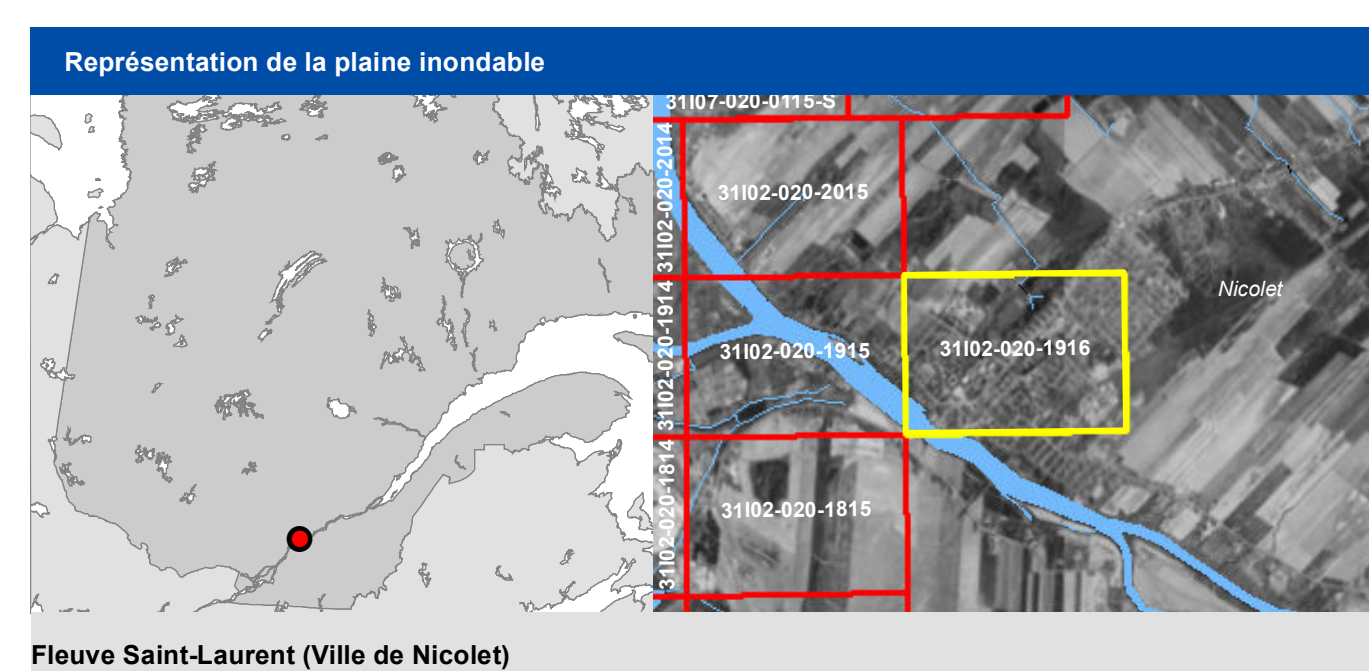 Représentation de la plaine inondable
31I07-020-0115-S
31I02-020-2014
31I02-020-2015
Nicolet
31I02-020-1914
31I02-020-1915
31I02-020-1916
31I02-020-1814
31I02-020-1815
Fleuve Saint-Laurent (Ville de Nicolet)